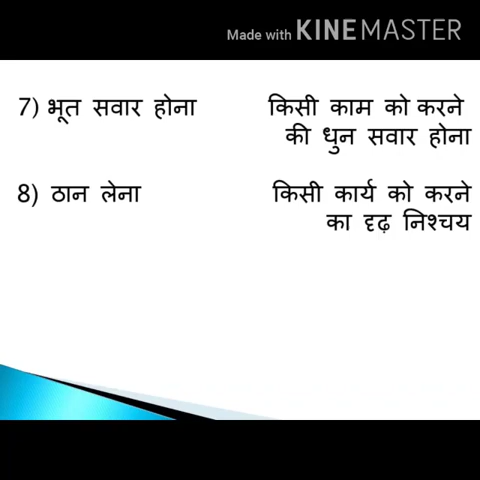 Made with KINEMASTER
7) भूत सवार होना किसी काम को करने
की धुन सवार होना
8) ठान लेना किसी कार्य को करने
का दृढ़ निश्चय